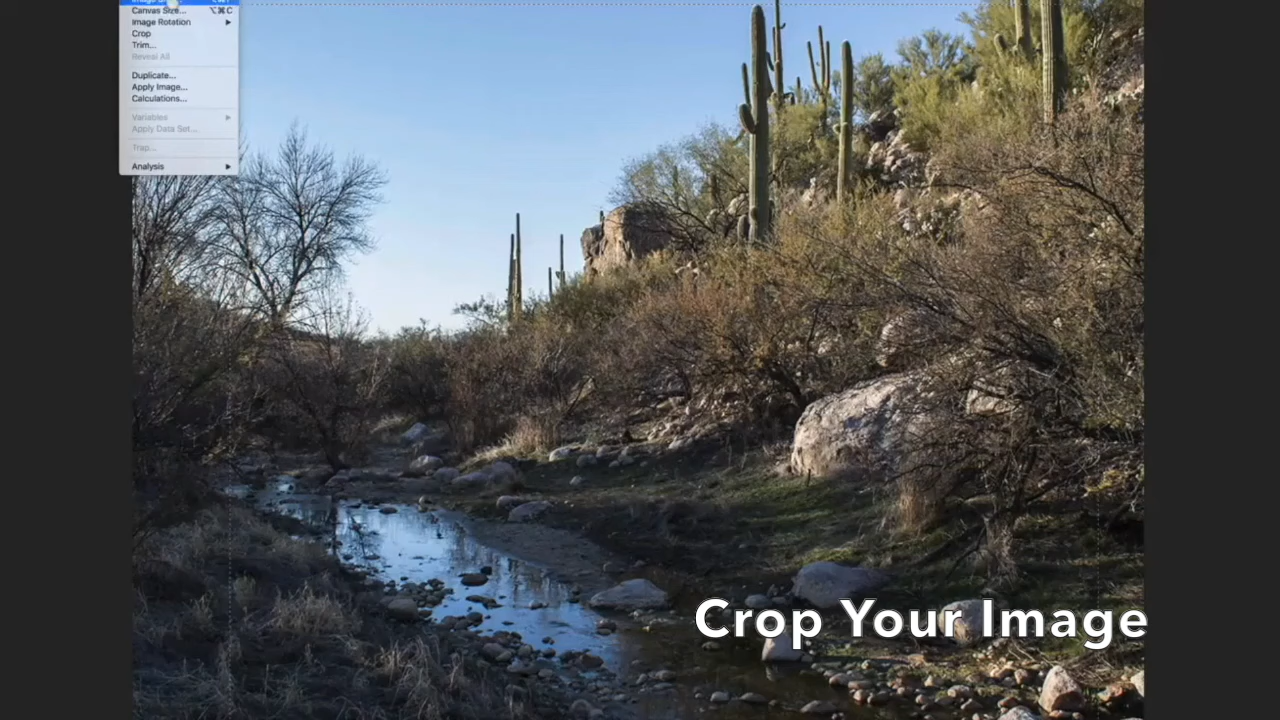 Canvas Size... ⌥⌘C
Image Rotation ▶
Crop
Trim...
Reveal All
Duplicate...
Apply Image...
Calculations...
Variables ▶
Apply Data Set...
Trap...
Analysis ▶
Crop Your Image